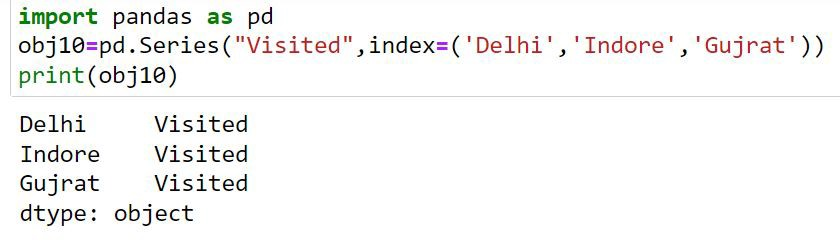 import pandas as pd
obj10=pd.Series("Visited",index=('Delhi','Indore','Gujrat'))
print(obj10)
Delhi     Visited
Indore    Visited
Gujrat    Visited
dtype: object